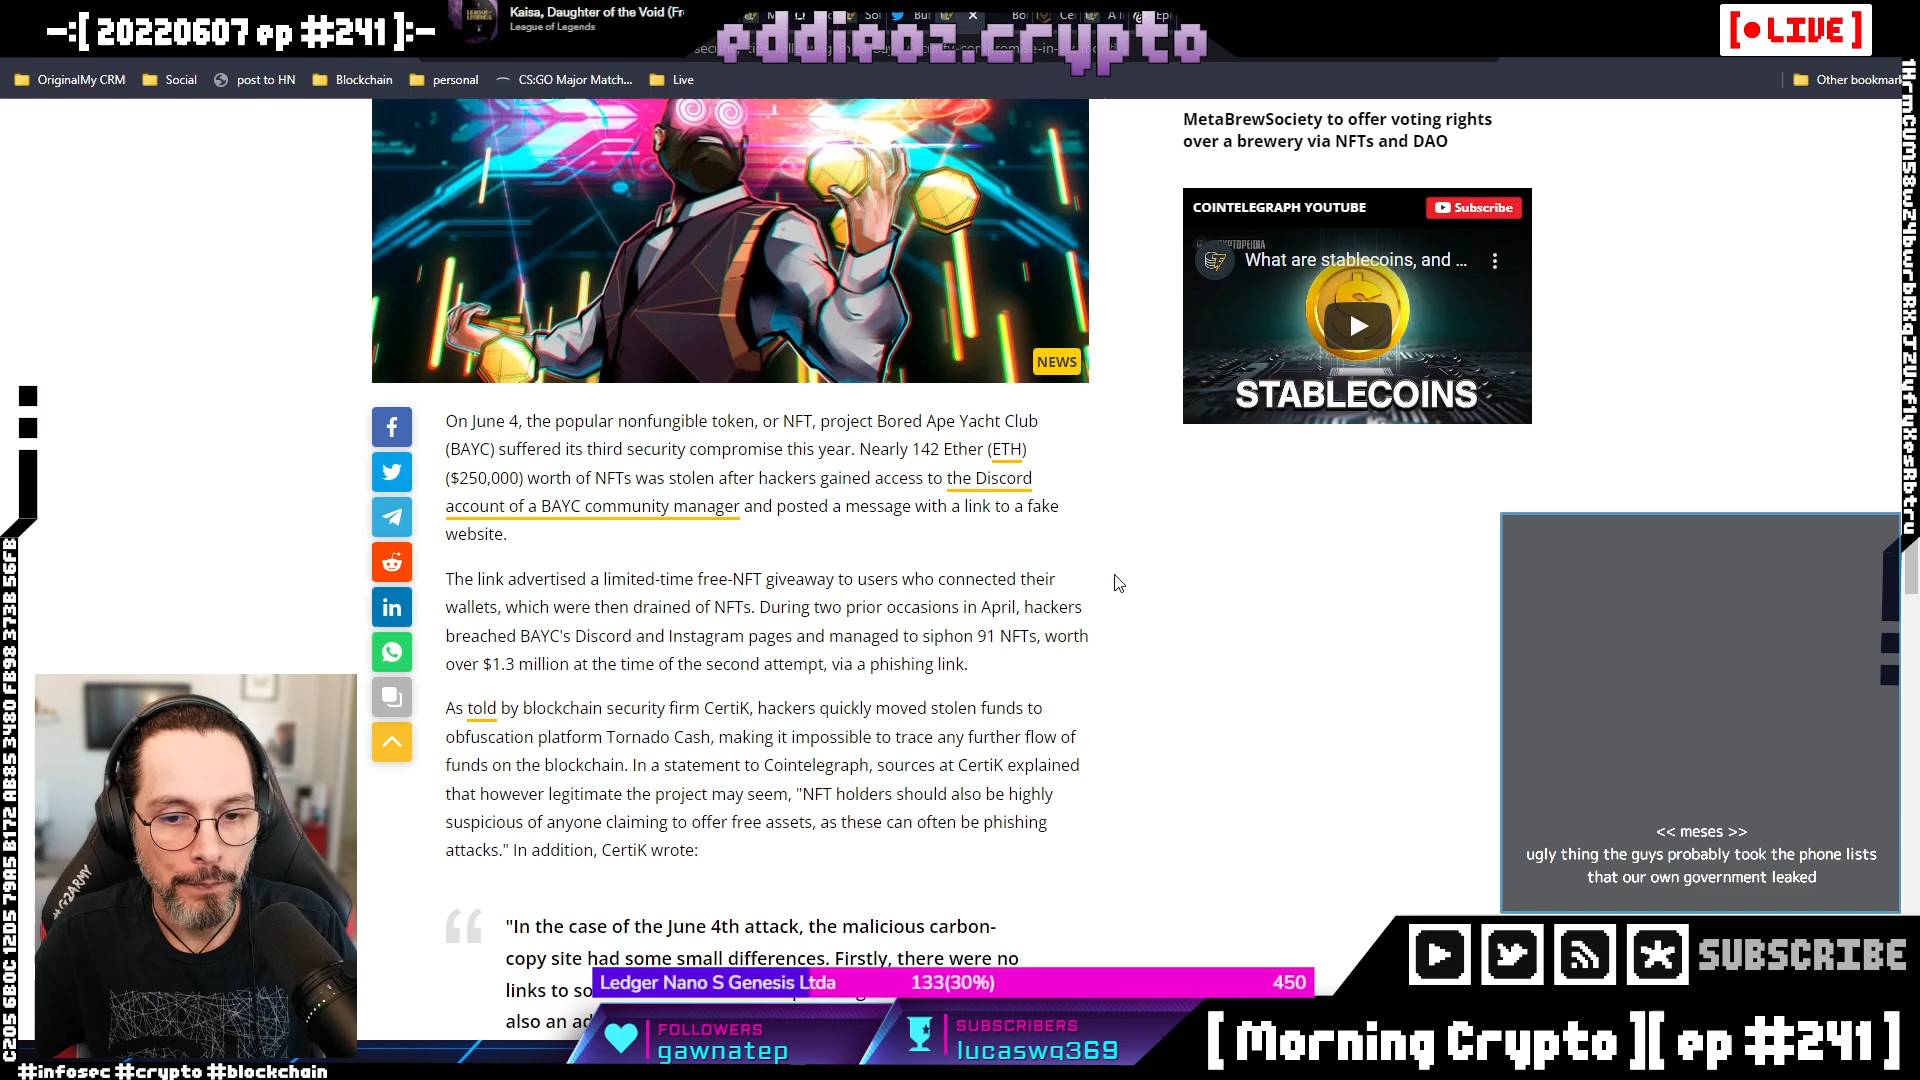 -:[ 20220607 ep #241 ]:-
Kaisa, Daughter of the Void (Fr
League of Legends
eddieoz.crypto
[ • LIVE ]
OriginalMy CRM
Social
post to HN
Blockchain
personal
CS:GO Major Match...
Live
Other bookmark
NEWS
MetaBrewSociety to offer voting rights
over a brewery via NFTs and DAO
COINTELEGRAPH YOUTUBE
Subscribe
What are stablecoins, and ...
STABLECOINS
On June 4, the popular nonfungible token, or NFT, project Bored Ape Yacht Club
(BAYC) suffered its third security compromise this year. Nearly 142 Ether (ETH)
($250,000) worth of NFTs was stolen after hackers gained access to the Discord
account of a BAYC community manager and posted a message with a link to a fake
website.
The link advertised a limited-time free-NFT giveaway to users who connected their
wallets, which were then drained of NFTs. During two prior occasions in April, hackers
breached BAYC's Discord and Instagram pages and managed to siphon 91 NFTs, worth
over $1.3 million at the time of the second attempt, via a phishing link.
As told by blockchain security firm CertiK, hackers quickly moved stolen funds to
obfuscation platform Tornado Cash, making it impossible to trace any further flow of
funds on the blockchain. In a statement to Cointelegraph, sources at CertiK explained
that however legitimate the project may seem, "NFT holders should also be highly
suspicious of anyone claiming to offer free assets, as these can often be phishing
attacks." In addition, CertiK wrote:
"In the case of the June 4th attack, the malicious carbon-
copy site had some small differences. Firstly, there were no
links to so
also an ad
<< meses >>
ugly thing the guys probably took the phone lists
that our own government leaked
C205 6B0C 12D5 79A5 B172 AB85 3480 FB98 373B 56FB
#G2ARMY
Ledger Nano S Genesis Ltda
133(30%)
450
FOLLOWERS
gawnatep
SUBSCRIBERS
lucaswq369
SUBSCRIBE
[ Morning Crypto ][ ep #241 ]
#infosec #crypto #blockchain